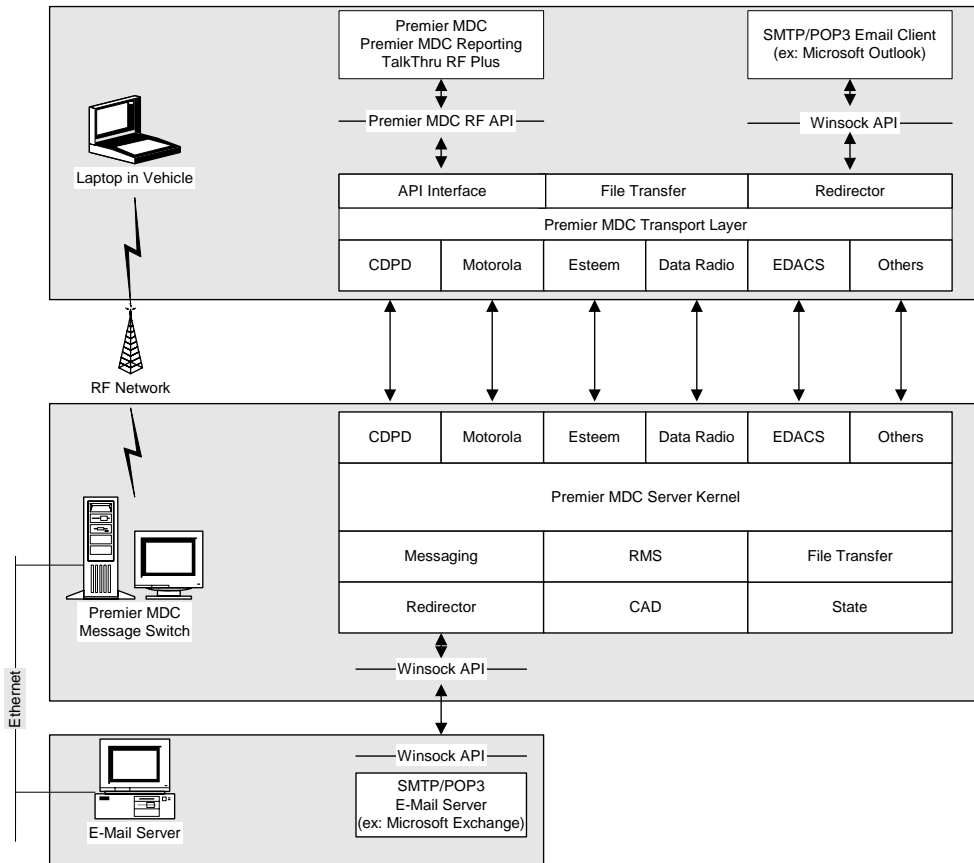 Premier MDC
Premier MDC Reporting
TalkThru RF Plus
SMTP/POP3 Email Client
(ex: Microsoft Outlook)
Premier MDC RF API
Winsock API
Laptop in Vehicle
API Interface
File Transfer
Redirector
Premier MDC Transport Layer
CDPD
Motorola
Esteem
Data Radio
EDACS
Others
RF Network
CDPD
Motorola
Esteem
Data Radio
EDACS
Others
Premier MDC Server Kernel
Messaging
RMS
File Transfer
Redirector
CAD
State
Premier MDC
Message Switch
Winsock API
Ethernet
Winsock API
SMTP/POP3
E-Mail Server
(ex: Microsoft Exchange)
E-Mail Server